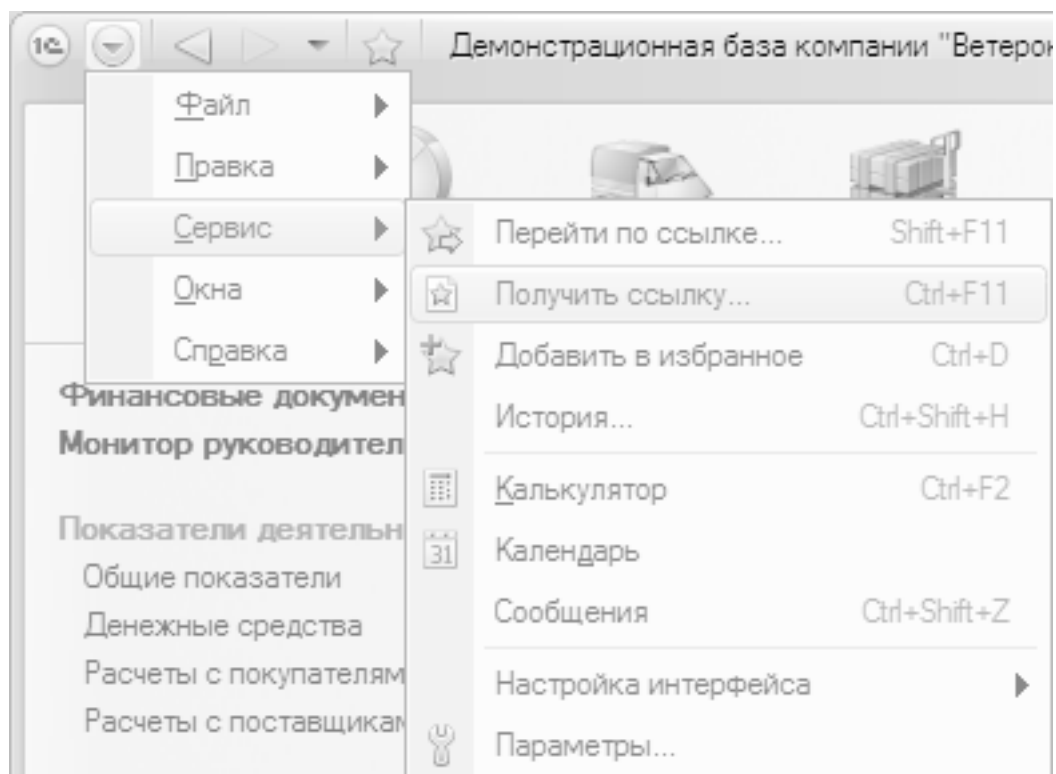 1С Демонстрационная база компании "Ветерок
Файл
Правка
Сервис
Окна
Справка
Перейти по ссылке... Shift+F11
Получить ссылку... Ctrl+F11
Добавить в избранное Ctrl+D
История... Ctrl+Shift+H
Калькулятор Ctrl+F2
31 Календарь
Сообщения Ctrl+Shift+Z
Настройка интерфейса
Параметры...
Финансовые докумен
Монитор руководител
Показатели деятельн
Общие показатели
Денежные средства
Расчеты с покупателям
Расчеты с поставщикам